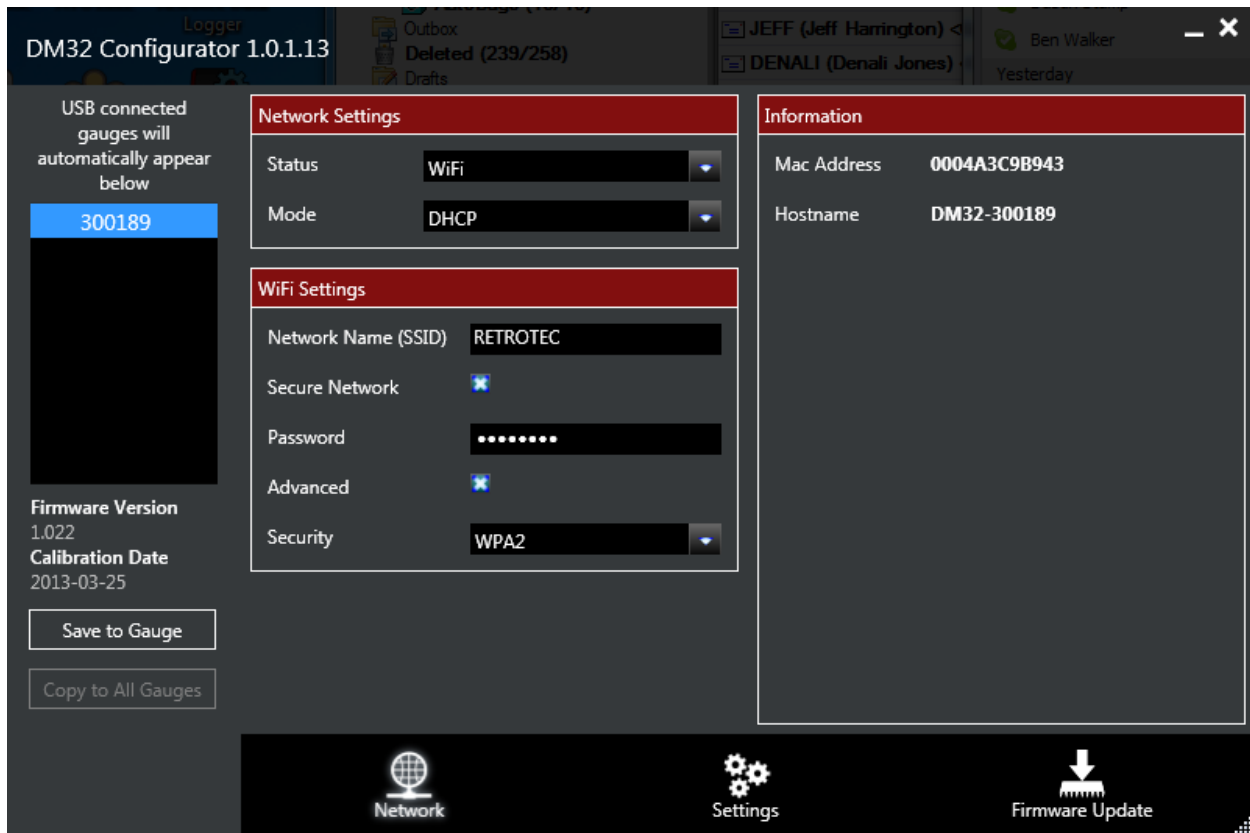 Logger
Outbox
Deleted (239/258)
Drafts
JEFF (Jeff Harrington)
DENALI (Denali Jones)
Ben Walker
Yesterday
DM32 Configurator 1.0.1.13
USB connected
gauges will
automatically appear
below
300189
Firmware Version
1.022
Calibration Date
2013-03-25
Save to Gauge
Copy to All Gauges
Network Settings
Status WiFi
Mode DHCP
WiFi Settings
Network Name (SSID) RETROTEC
Secure Network
Password ••••••••
Advanced
Security WPA2
Information
Mac Address 0004A3C9B943
Hostname DM32-300189
Network
Settings
Firmware Update